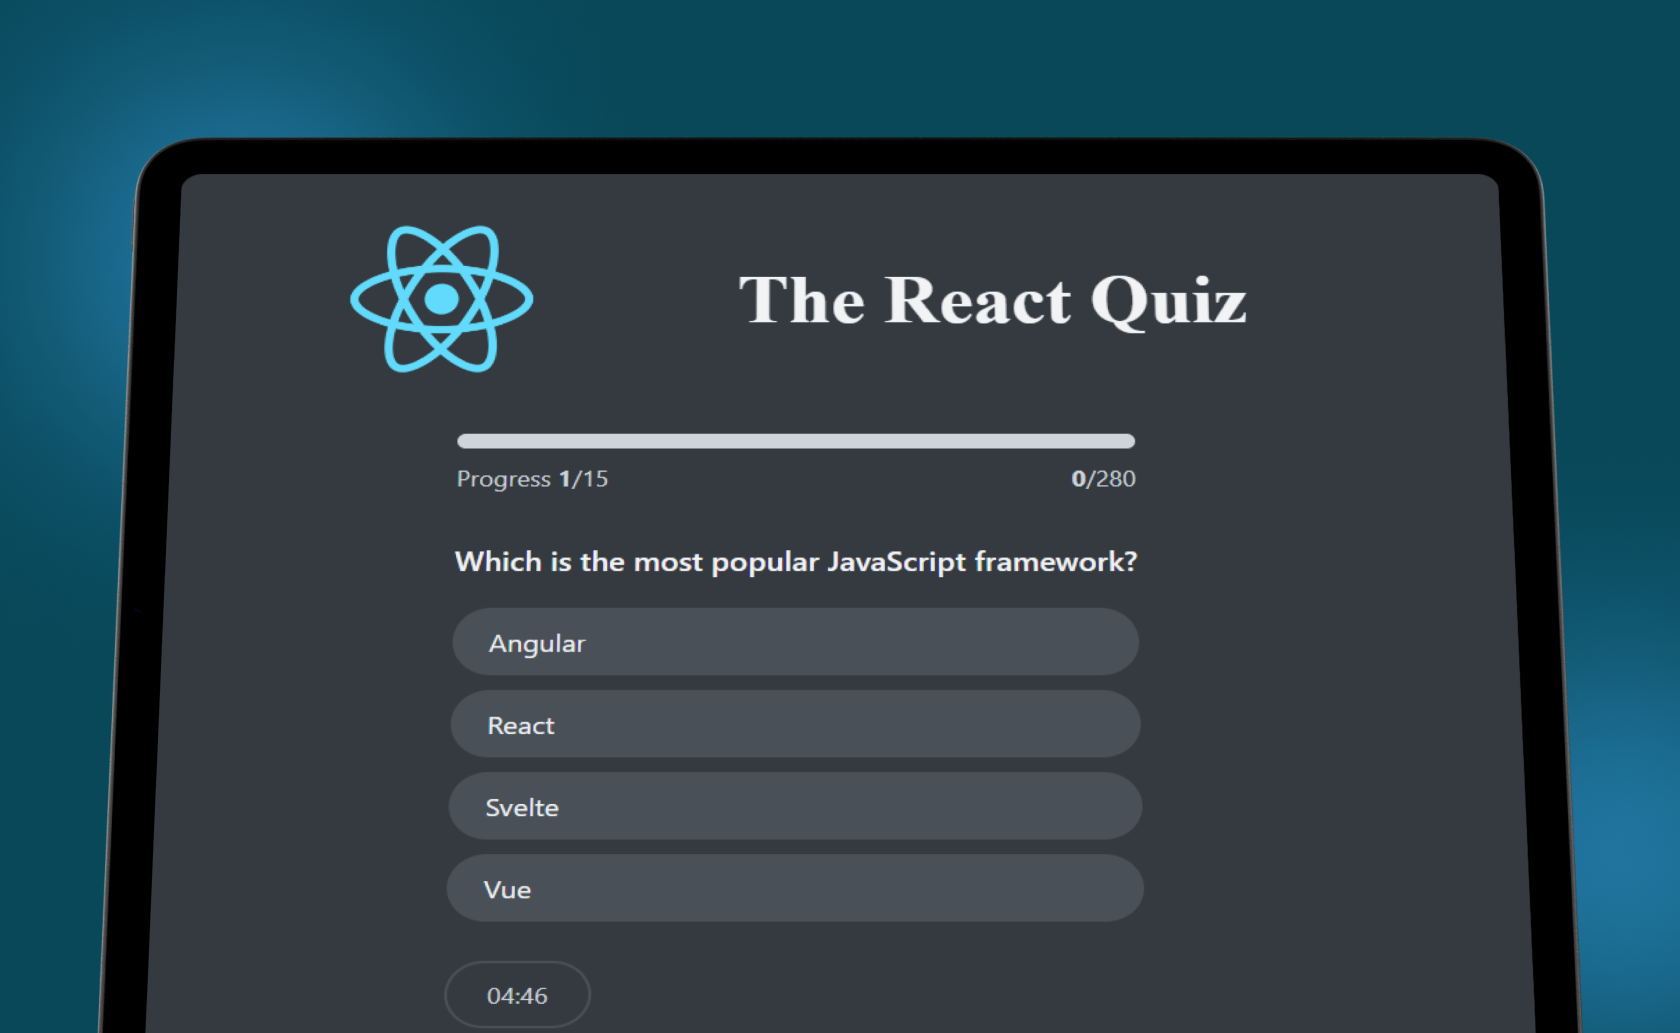 The React Quiz
Progress 1/15
0/280
Which is the most popular JavaScript framework?
Angular
React
Svelte
Vue
04:46